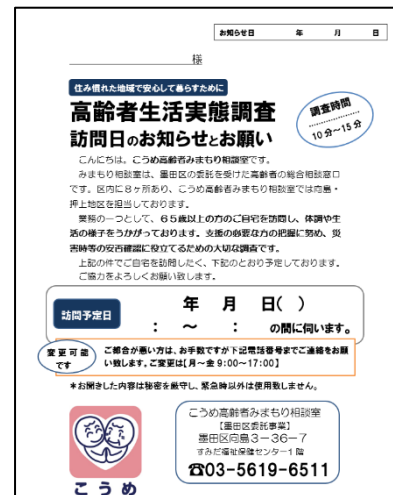 お知らせ日　　年　　月　　日
様
住み慣れた地域で安心して暮らすために
高齢者生活実態調査
訪問日のお知らせとお願い
調査時間
10分～15分
こんにちは。こうめ高齢者みまもり相談室です。
みまもり相談室は、墨田区の委託を受けた高齢者の総合相談窓口
です。区内に8ヶ所あり、こうめ高齢者みまもり相談室では向島・
押上地区を担当しております。
業務の一つとして、65歳以上の方のご自宅を訪問し、体調や生
活の様子をうかがっております。支援の必要な方の把握に努め、災
害時等の安否確認に役立てるための大切な調査です。
上記の件でご自宅を訪問したく、下記のとおり予定しております。
ご協力をよろしくお願い致します。
訪問予定日
年　月　日(　)
：　～　：　の間に伺います。
変更可能
です
ご都合が悪い方は、お手数ですが下記電話番号までご連絡をお願
い致します。ご変更は【月～金 9:00～17:00】
＊お聞きした内容は秘密を厳守し、緊急時以外は使用致しません。
こうめ
こうめ高齢者みまもり相談室
【墨田区委託事業】
墨田区向島3－36－7
すみだ福祉保健センター1階
☎03-5619-6511